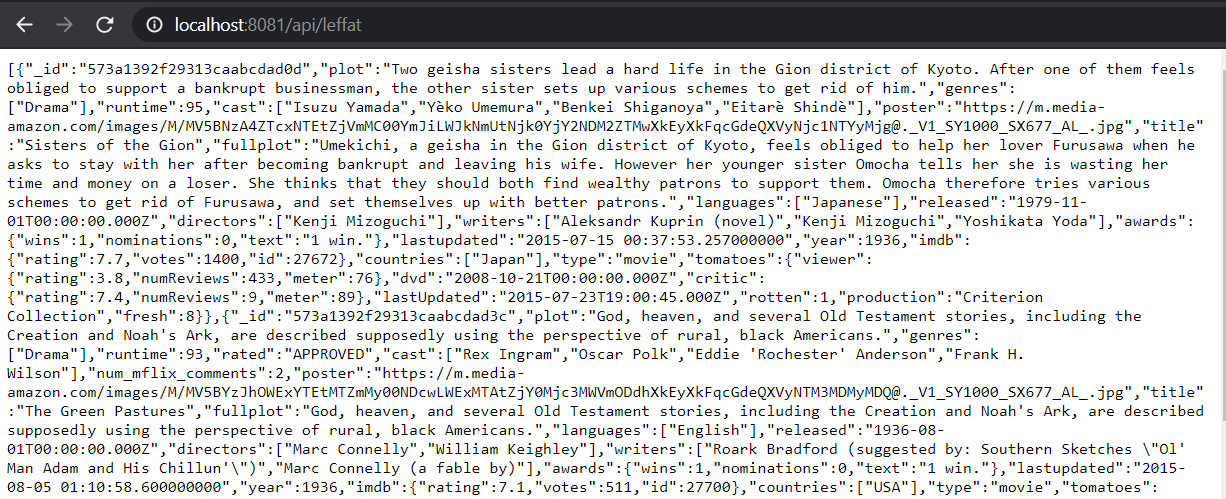 localhost:8081/api/leffat
[{"_id":"573a1392f29313caabcdad0d","plot":"Two geisha sisters lead a hard life in the Gion district of Kyoto. After one of them feels
obliged to support a bankrupt businessman, the other sister sets up various schemes to get rid of him.","genres":
["Drama"],"runtime":95,"cast":["Isuzu Yamada","Yèko Umemura","Benkei Shiganoya","Eitarè Shindè"],"poster":"https://m.media-
amazon.com/images/M/MV5BNzA4ZTcxNTEtZjVmMC00YmJiLWJkNmUtNjk0YjY2NDM2ZTMwXkEyXkFqcGdeQXVyNjc1NTYyMjg@._V1_SY1000_SX677_AL_.jpg","title"
:"Sisters of the Gion","fullplot":"Umekichi, a geisha in the Gion district of Kyoto, feels obliged to help her lover Furusawa when he
asks to stay with her after becoming bankrupt and leaving his wife. However her younger sister Omocha tells her she is wasting her
time and money on a loser. She thinks that they should both find wealthy patrons to support them. Omocha therefore tries various
schemes to get rid of Furusawa, and set themselves up with better patrons.","languages":["Japanese"],"released":"1979-11-
01T00:00:00.000Z","directors":["Kenji Mizoguchi"],"writers":["Aleksandr Kuprin (novel)","Kenji Mizoguchi","Yoshikata Yoda"],"awards":
{"wins":1,"nominations":0,"text":"1 win."},"lastupdated":"2015-07-15 00:37:53.257000000","year":1936,"imdb":
{"rating":7.7,"votes":1400,"id":27672},"countries":["Japan"],"type":"movie","tomatoes":{"viewer":
{"rating":3.8,"numReviews":433,"meter":76},"dvd":"2008-10-21T00:00:00.000Z","critic":
{"rating":7.4,"numReviews":9,"meter":89},"lastUpdated":"2015-07-23T19:00:45.000Z","rotten":1,"production":"Criterion
Collection","fresh":8}},{"_id":"573a1392f29313caabcdad3c","plot":"God, heaven, and several Old Testament stories, including the
Creation and Noah's Ark, are described supposedly using the perspective of rural, black Americans.","genres":
["Drama"],"runtime":93,"rated":"APPROVED","cast":["Rex Ingram","Oscar Polk","Eddie 'Rochester' Anderson","Frank H.
Wilson"],"num_mflix_comments":2,"poster":"https://m.media-
amazon.com/images/M/MV5BYzJhOWExYTEtMTZmMy00NDcwLWExMTAtZjY0Mjc3MWVmODdhXkEyXkFqcGdeQXVyNTM3MDMyMDQ@._V1_SY1000_SX677_AL_.jpg","title"
:"The Green Pastures","fullplot":"God, heaven, and several Old Testament stories, including the Creation and Noah's Ark, are described
supposedly using the perspective of rural, black Americans.","languages":["English"],"released":"1936-08-
01T00:00:00.000Z","directors":["Marc Connelly","William Keighley"],"writers":["Roark Bradford (suggested by: Southern Sketches \"Ol'
Man Adam and His Chillun'\")","Marc Connelly (a fable by)"],"awards":{"wins":1,"nominations":0,"text":"1 win."},"lastupdated":"2015-
08-05 01:10:58.600000000","year":1936,"imdb":{"rating":7.1,"votes":511,"id":27700},"countries":["USA"],"type":"movie","tomatoes":